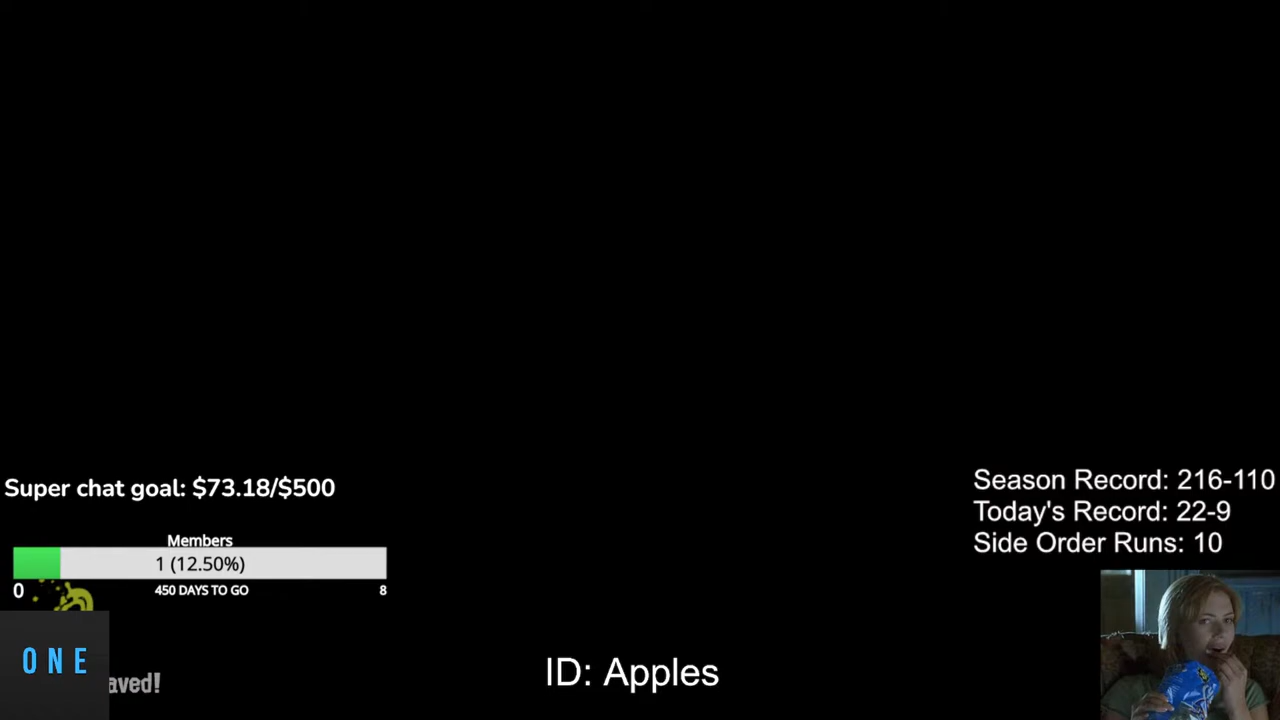 Super chat goal: $73.18/$500
Members
1 (12.50%)
0
450 DAYS TO GO
8
ONE
aved!
ID: Apples
Season Record: 216-110
Today's Record: 22-9
Side Order Runs: 10